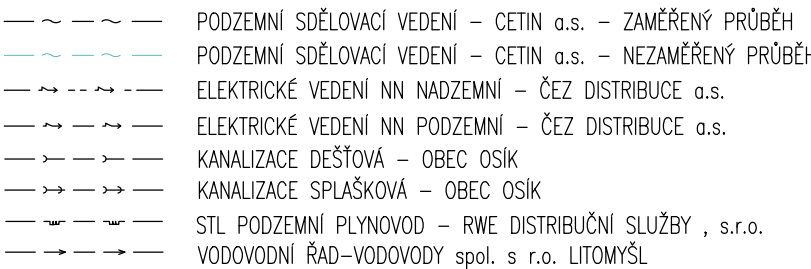 PODZEMNÍ SDĚLOVACÍ VEDENÍ – CETIN a.s. – ZAMĚŘENÝ PRŮBĚH
PODZEMNÍ SDĚLOVACÍ VEDENÍ – CETIN a.s. – NEZAMĚŘENÝ PRŮBĚH
ELEKTRICKÉ VEDENÍ NN NADZEMNÍ – ČEZ DISTRIBUCE a.s.
ELEKTRICKÉ VEDENÍ NN PODZEMNÍ – ČEZ DISTRIBUCE a.s.
KANALIZACE DEŠŤOVÁ – OBEC OSÍK
KANALIZACE SPLAŠKOVÁ – OBEC OSÍK
STL PODZEMNÍ PLYNOVOD – RWE DISTRIBUČNÍ SLUŽBY , s.r.o.
VODOVODNÍ ŘAD-VODOVODY spol. s r.o. LITOMYŠL